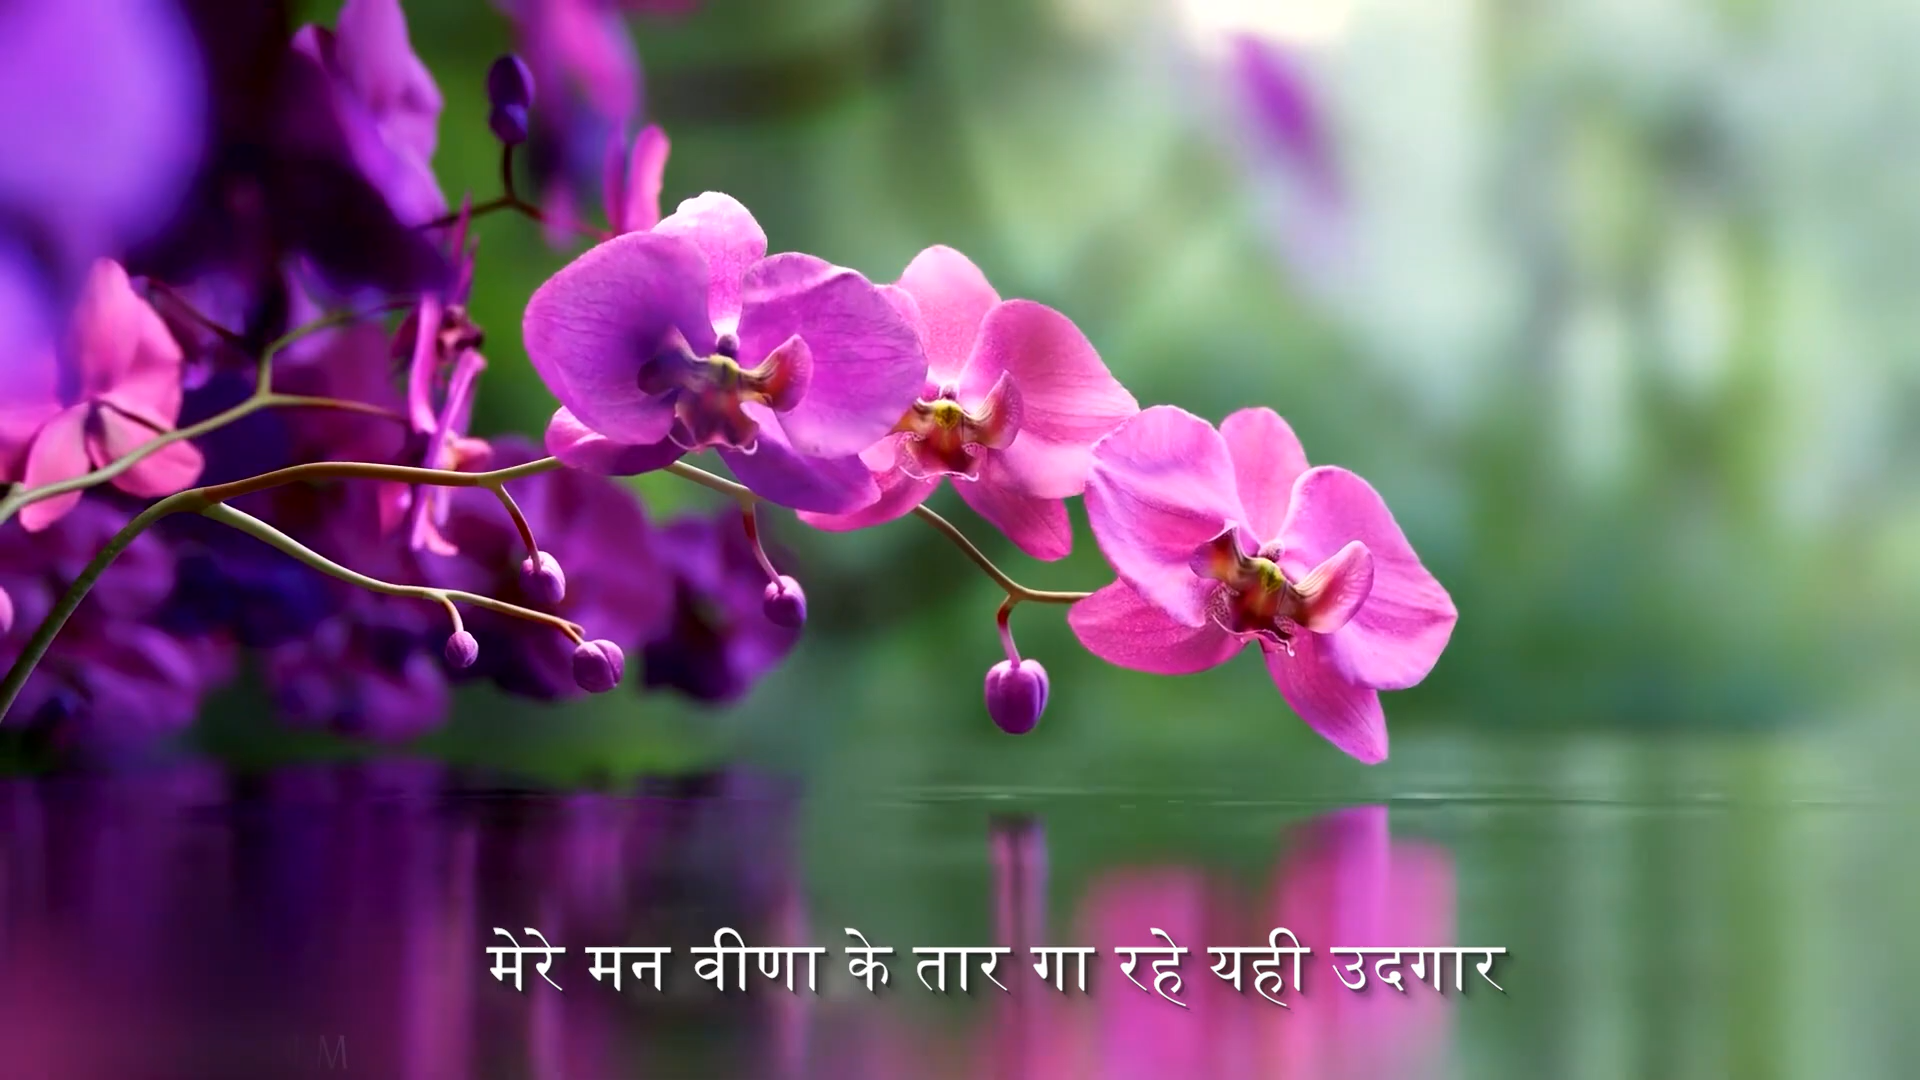 मेरे मन वीणा के तार गा रहे यही उदगार